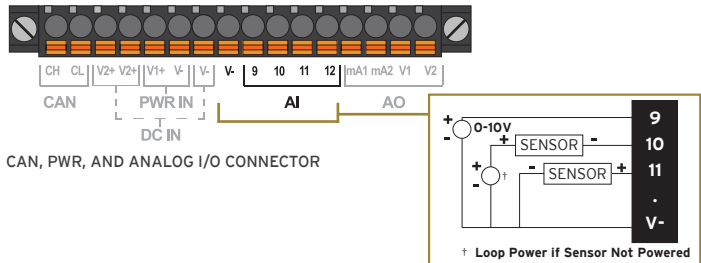 CH CL V2+ V2+ V1+ V- V- V- 9 10 11 12 mA1 mA2 V1 V2
CAN PWR IN AI AO
DC IN
CAN, PWR, AND ANALOG I/O CONNECTOR
+ 0-10V 9
- + SENSOR - 10
+ † - SENSOR + 11
- .
V-
† Loop Power if Sensor Not Powered